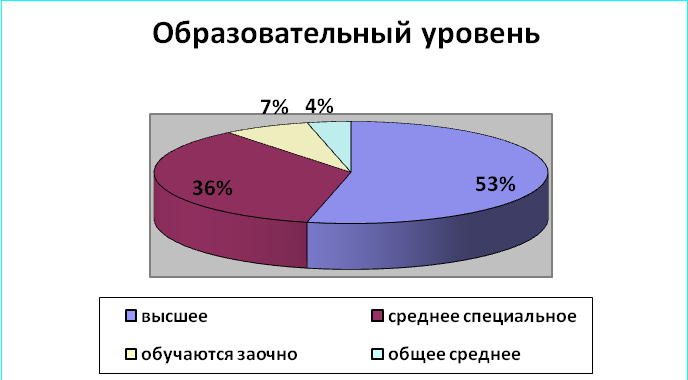 Образовательный уровень
7% 4%
53%
36%
высшее среднее специальное
обучаются заочно общее среднее